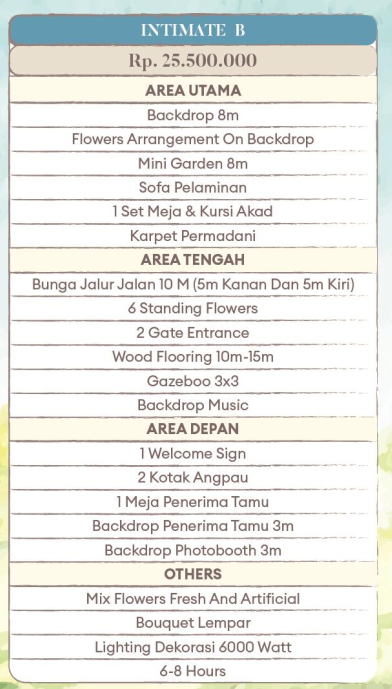 INTIMATE B
Rp. 25.500.000
AREA UTAMA
Backdrop 8m
Flowers Arrangement On Backdrop
Mini Garden 8m
Sofa Pelaminan
1 Set Meja & Kursi Akad
Karpet Permadani
AREA TENGAH
Bunga Jalur Jalan 10 M (5m Kanan Dan 5m Kiri)
6 Standing Flowers
2 Gate Entrance
Wood Flooring 10m-15m
Gazeboo 3x3
Backdrop Music
AREA DEPAN
1 Welcome Sign
2 Kotak Angpau
1 Meja Penerima Tamu
Backdrop Penerima Tamu 3m
Backdrop Photobooth 3m
OTHERS
Mix Flowers Fresh And Artificial
Bouquet Lempar
Lighting Dekorasi 6000 Watt
6-8 Hours